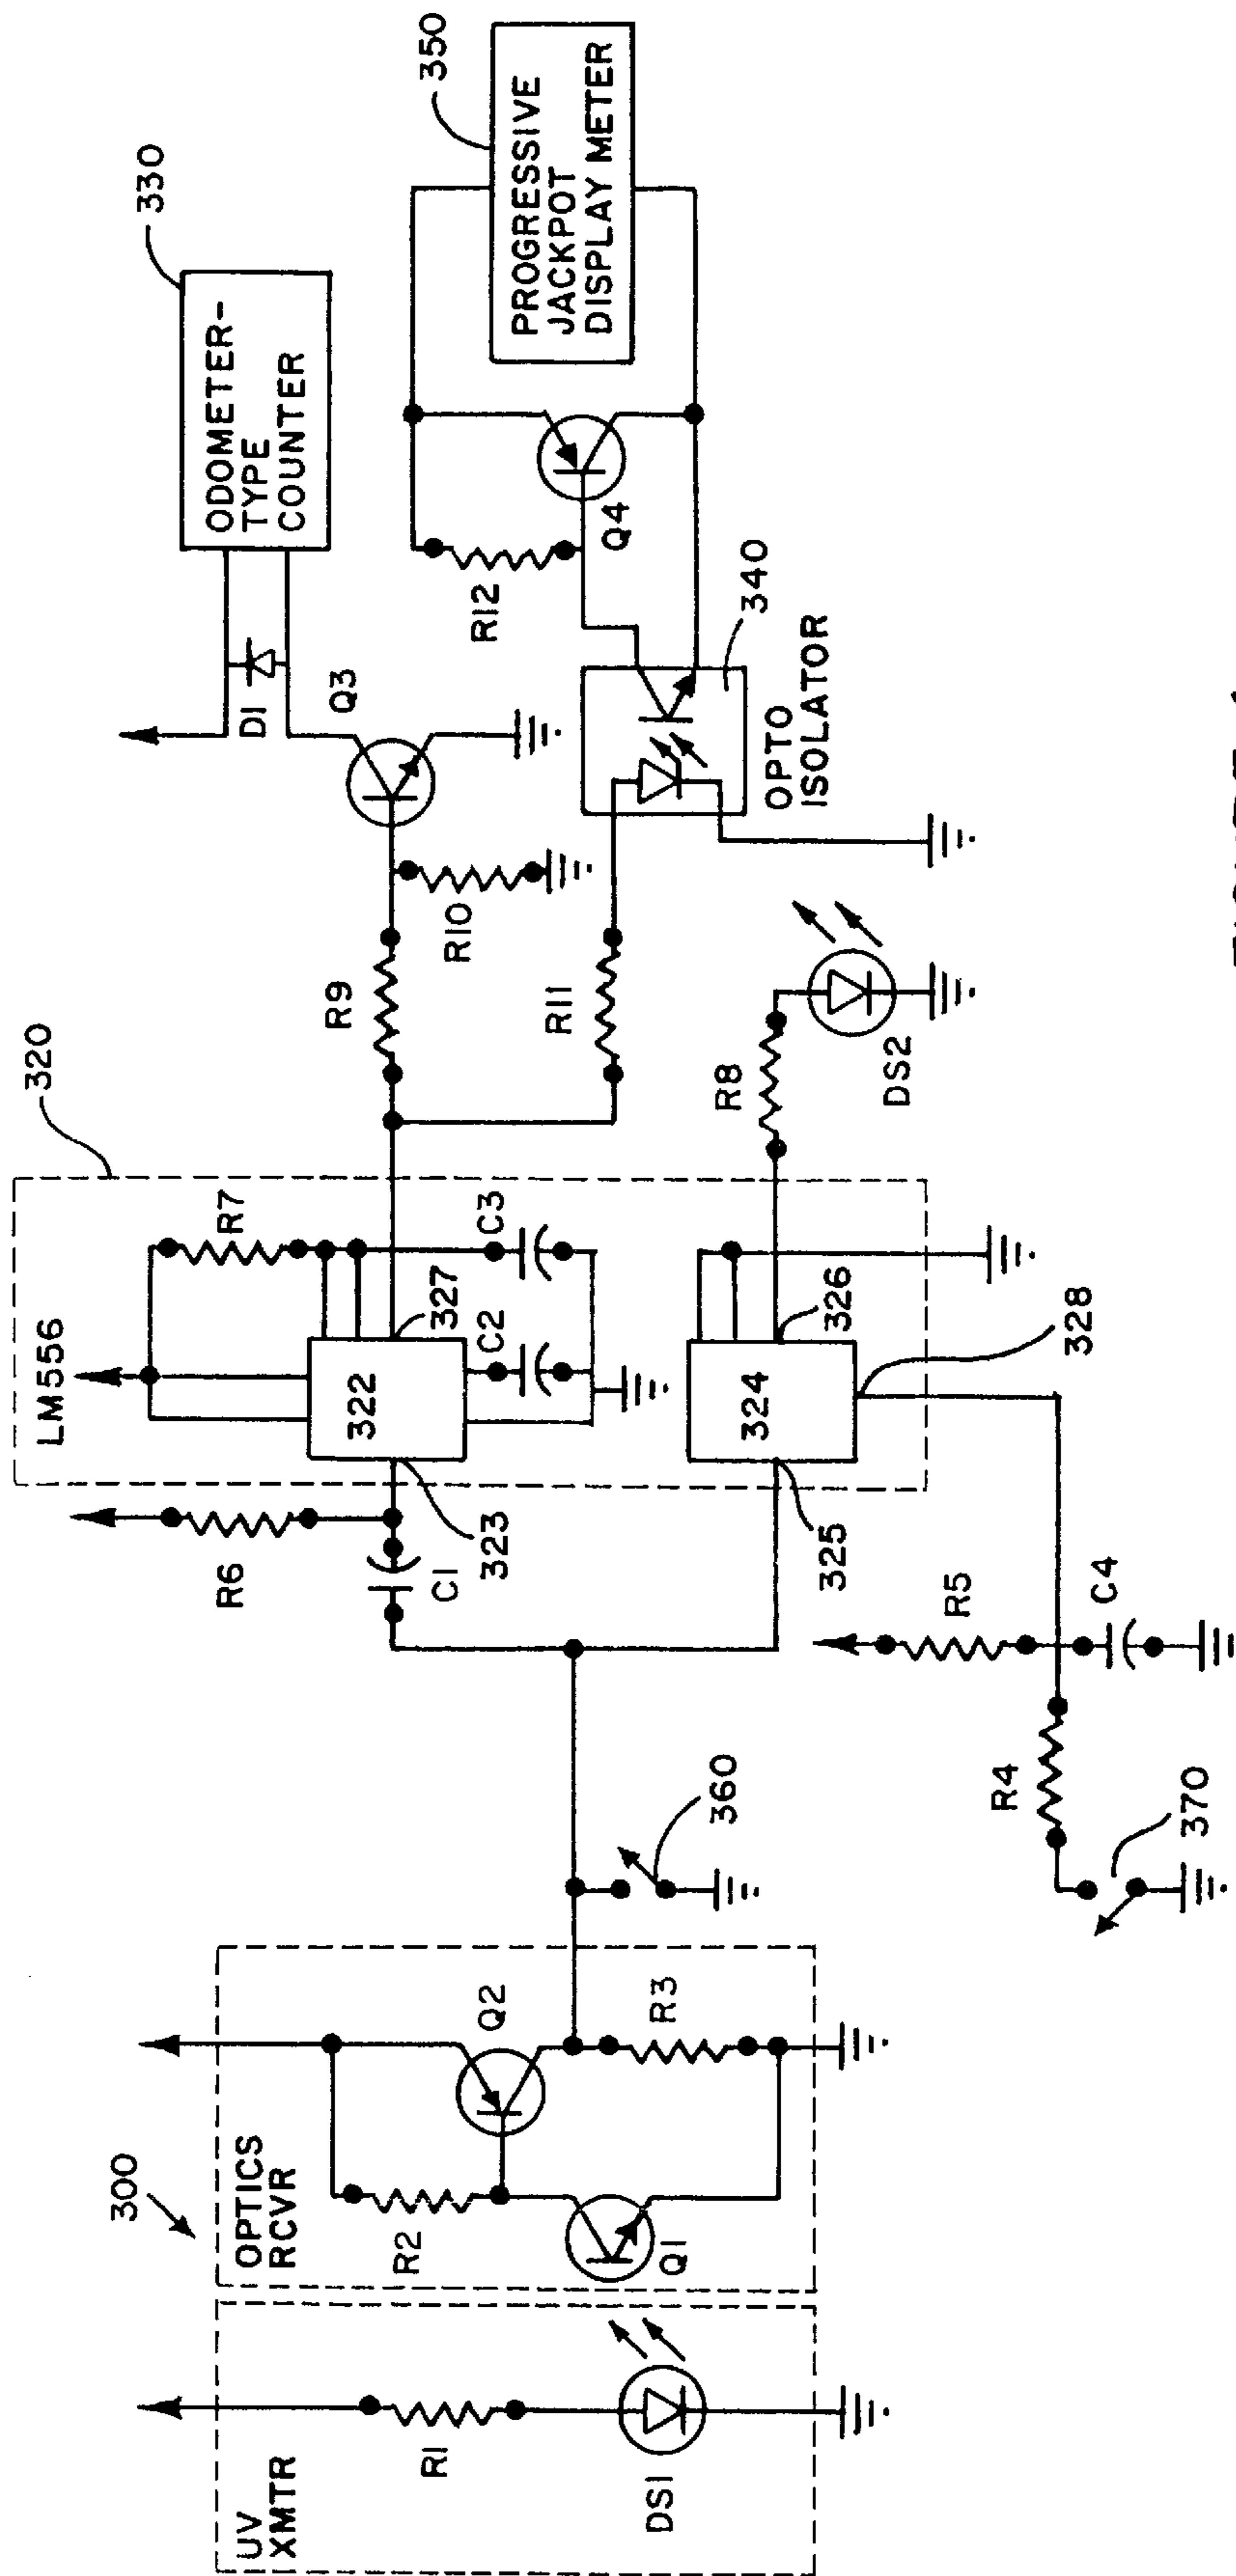 300
UV
XMTR
R1
DS1
OPTICS
RCVR
R2
Q1
Q2
R3
360
370
R4
R5
C4
R6
C1
323
325
LM556
320
322
R7
327
C2
C3
324
326
328
R8
DS2
R9
R10
R11
Q3
D1
ODOMETER-
TYPE
COUNTER
330
OPTO
ISOLATOR
340
R12
Q4
PROGRESSIVE
JACKPOT
DISPLAY METER
350